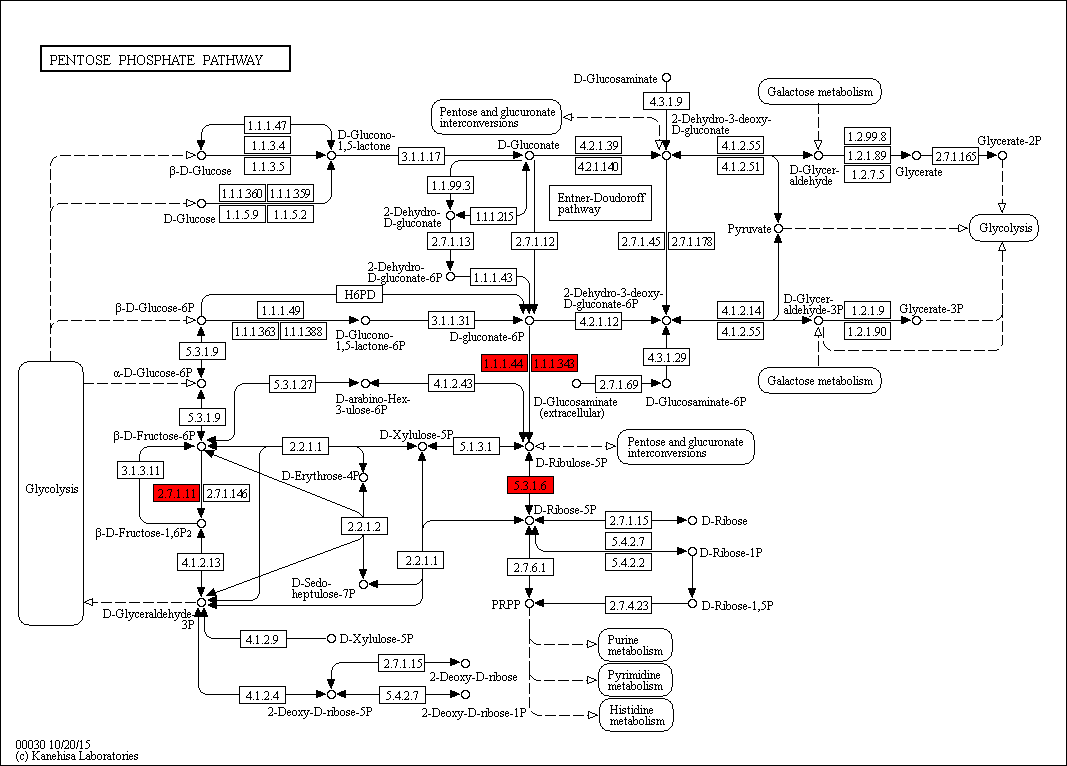 PENTOSE PHOSPHATE PATHWAY
D-Glucosaminate
4.3.1.9
Galactose metabolism
Pentose and glucuronate
interconversions
2-Dehydro-3-deoxy-
D-gluconate
1.1.1.47
D-Glucono-
1,5-lactone
1.1.3.4
1.1.3.5
β-D-Glucose
3.1.1.17
D-Gluconate
4.2.1.39
4.2.1.140
4.1.2.55
4.1.2.51
D-Glycer-
aldehyde
1.2.99.8
1.2.1.89
1.2.7.5
Glycerate
2.7.1.165
Glycerate-2P
1.1.1.360
1.1.1.359
1.1.5.9
1.1.5.2
D-Glucose
1.1.99.3
2-Dehydro-
D-gluconate
1.1.1.215
Entner-Doudoroff
pathway
2.7.1.13
2.7.1.12
2.7.1.45
2.7.1.178
Pyruvate
Glycolysis
2-Dehydro-
D-gluconate-6P
1.1.1.43
H6PD
2-Dehydro-3-deoxy-
D-gluconate-6P
β-D-Glucose-6P
1.1.1.49
1.1.1.363
1.1.1.388
D-Glucono-
1,5-lactone-6P
3.1.1.31
D-gluconate-6P
4.2.1.12
4.1.2.14
4.1.2.55
D-Glycer-
aldehyde-3P
1.2.1.9
1.2.1.90
Glycerate-3P
5.3.1.9
1.1.1.44
1.1.1.343
4.3.1.29
α-D-Glucose-6P
5.3.1.27
D-arabino-Hex-
3-ulose-6P
4.1.2.43
2.7.1.69
D-Glucosaminate
(extracellular)
D-Glucosaminate-6P
Galactose metabolism
5.3.1.9
β-D-Fructose-6P
2.2.1.1
D-Xylulose-5P
5.1.3.1
D-Ribulose-5P
Pentose and glucuronate
interconversions
3.1.3.11
D-Erythrose-4P
Glycolysis
2.7.1.11
2.7.1.146
5.3.1.6
D-Ribose-5P
2.2.1.2
2.7.1.15
D-Ribose
β-D-Fructose-1,6P2
5.4.2.7
5.4.2.2
D-Ribose-1P
4.1.2.13
2.2.1.1
2.7.6.1
D-Sedo-
heptulose-7P
D-Glyceraldehyde-
3P
PRPP
2.7.4.23
D-Ribose-1,5P
4.1.2.9
D-Xylulose-5P
Purine
metabolism
2.7.1.15
2-Deoxy-D-ribose
Pyrimidine
metabolism
4.1.2.4
2-Deoxy-D-ribose-5P
5.4.2.7
2-Deoxy-D-ribose-1P
Histidine
metabolism
00030 10/20/15
(c) Kanehisa Laboratories